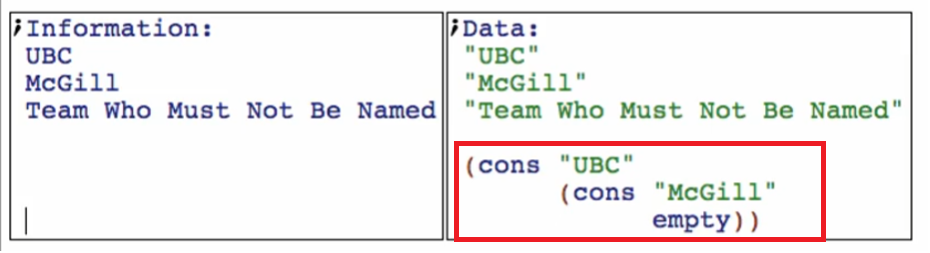 ;Information:
UBC
McGill
Team Who Must Not Be Named
;Data:
"UBC"
"McGill"
"Team Who Must Not Be Named"
(cons "UBC"
(cons "McGill"
empty))